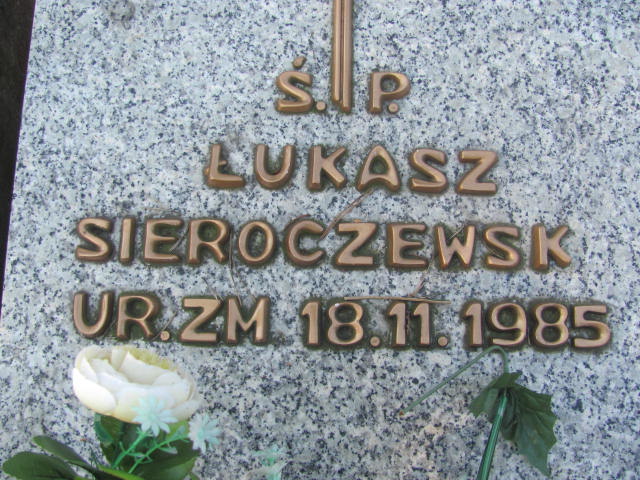 Ś. P.
ŁUKASZ
SIEROCZEWSK
UR. ZM. 18.11.1985